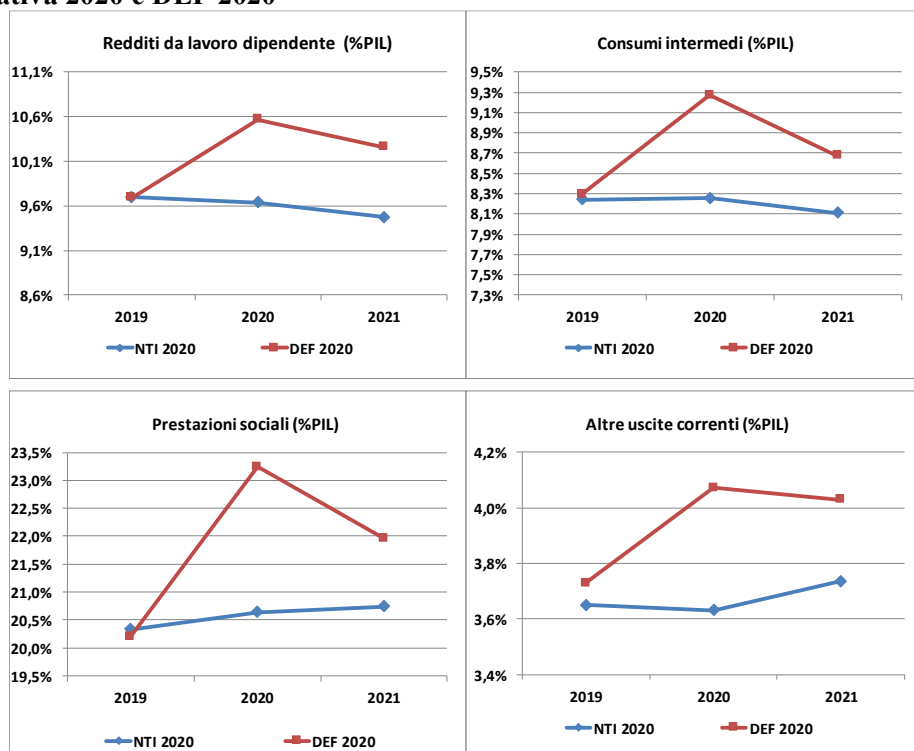 ativa 2020 e DEF 2020
Redditi da lavoro dipendente (%PIL)
11,1%
10,6%
10,1%
9,6%
9,1%
8,6%
2019 2020 2021
NTI 2020 DEF 2020
Consumi intermedi (%PIL)
9,5%
9,3%
9,1%
8,9%
8,7%
8,5%
8,3%
8,1%
7,9%
7,7%
7,5%
7,3%
2019 2020 2021
NTI 2020 DEF 2020
Prestazioni sociali (%PIL)
23,5%
23,0%
22,5%
22,0%
21,5%
21,0%
20,5%
20,0%
19,5%
2019 2020 2021
NTI 2020 DEF 2020
Altre uscite correnti (%PIL)
4,2%
4,0%
3,8%
3,6%
3,4%
2019 2020 2021
NTI 2020 DEF 2020